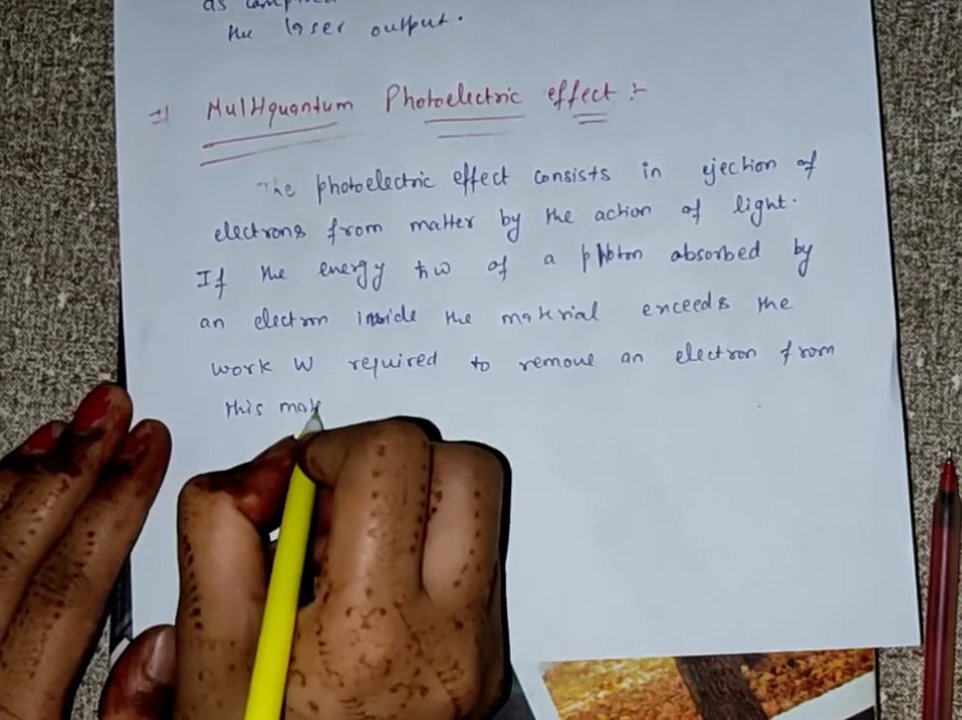 the laser output.
=) Multiquantum Photoelectric effect :-
The photoelectric effect consists in ejection of
electrons from matter by the action of light.
If the energy ħω of a photon absorbed by
an electron inside the material exceeds the
work W required to remove an electron from
this mat